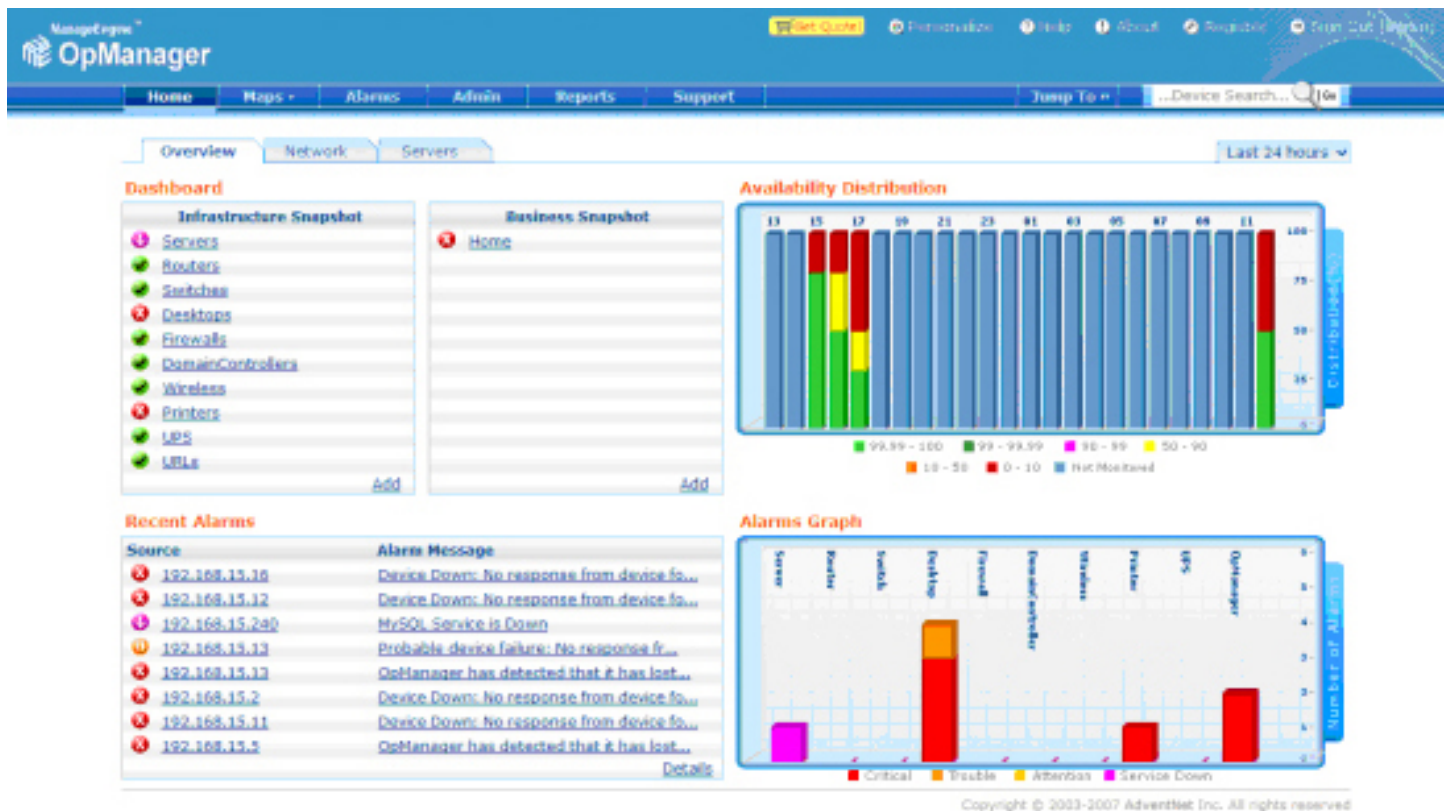 ManageEngine™
OpManager
Get Quote! Personalize Help About Register Sign Out
Home Maps Alarms Admin Reports Support Jump To ...Device Search... Go
Overview Network Servers Last 24 hours
Dashboard
Infrastructure Snapshot
Servers
Routers
Switches
Desktops
Firewalls
DomainControllers
Wireless
Printers
UPS
URLs
Add
Business Snapshot
Home
Add
Availability Distribution
13 15 17 19 21 23 01 03 05 07 09 11
100
75
50
25
0
Distribution(%)
99.99 - 100 99 - 99.99 90 - 99 50 - 90
10 - 50 0 - 10 Not Monitored
Recent Alarms
Source Alarm Message
192.168.15.16 Device Down: No response from device fo...
192.168.15.12 Device Down: No response from device fo...
192.168.15.240 MySQL Service is Down
192.168.15.13 Probable device failure: No response fr...
192.168.15.13 OpManager has detected that it has lost...
192.168.15.2 Device Down: No response from device fo...
192.168.15.11 Device Down: No response from device fo...
192.168.15.5 OpManager has detected that it has lost...
Details
Alarms Graph
Server Router Switch Desktop Firewall DomainController Wireless Printer UPS OpManager
4
3
2
1
0
Number of Alarms
Critical Trouble Attention Service Down
Copyright © 2003-2007 AdventNet Inc. All rights reserved